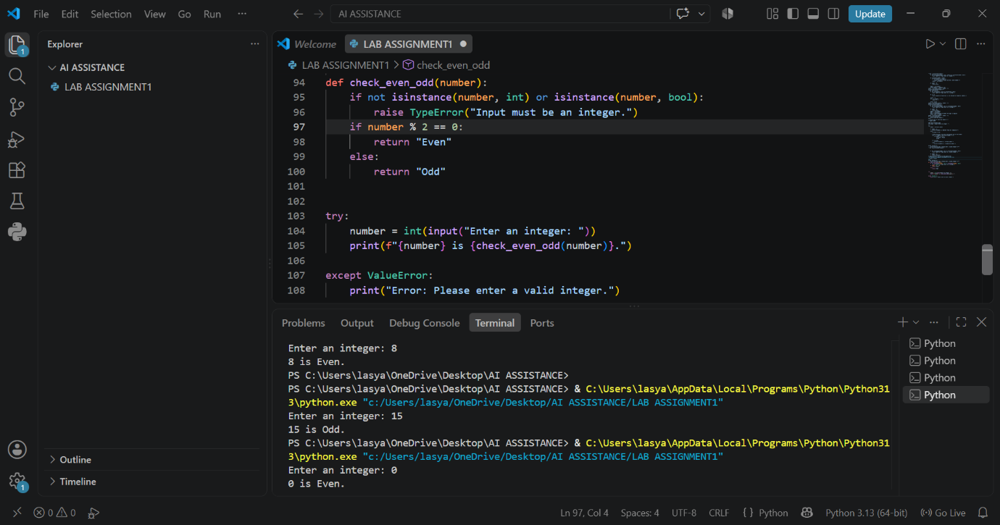 File Edit Selection View Go Run ···
AI ASSISTANCE
Update
Explorer
AI ASSISTANCE
LAB ASSIGNMENT1
Outline
Timeline
1
1
Welcome
LAB ASSIGNMENT1
LAB ASSIGNMENT1 > check_even_odd
94 def check_even_odd(number):
95     if not isinstance(number, int) or isinstance(number, bool):
96         raise TypeError("Input must be an integer.")
97     if number % 2 == 0:
98         return "Even"
99     else:
100         return "Odd"
101
102
103 try:
104     number = int(input("Enter an integer: "))
105     print(f"{number} is {check_even_odd(number)}.")
106
107 except ValueError:
108     print("Error: Please enter a valid integer.")
Problems Output Debug Console Terminal Ports
Enter an integer: 8
8 is Even.
PS C:\Users\lasya\OneDrive\Desktop\AI ASSISTANCE>
PS C:\Users\lasya\OneDrive\Desktop\AI ASSISTANCE> & C:\Users\lasya\AppData\Local\Programs\Python\Python31
3\python.exe "c:/Users/lasya/OneDrive/Desktop/AI ASSISTANCE/LAB ASSIGNMENT1"
Enter an integer: 15
15 is Odd.
PS C:\Users\lasya\OneDrive\Desktop\AI ASSISTANCE> & C:\Users\lasya\AppData\Local\Programs\Python\Python31
3\python.exe "c:/Users/lasya/OneDrive/Desktop/AI ASSISTANCE/LAB ASSIGNMENT1"
Enter an integer: 0
0 is Even.
Python
Python
Python
Python
0 0
Ln 97, Col 4 Spaces: 4 UTF-8 CRLF {} Python Python 3.13 (64-bit) Go Live